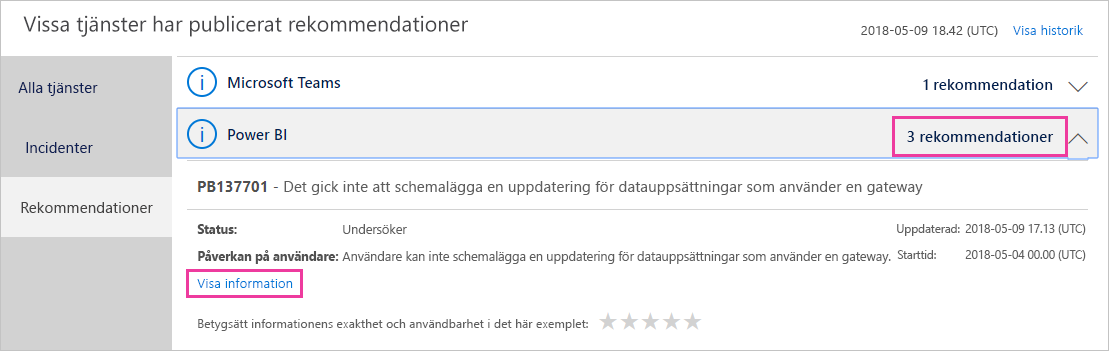 Vissa tjänster har publicerat rekommendationer
2018-05-09 18.42 (UTC) Visa historik
Alla tjänster
Incidenter
Rekommendationer
Microsoft Teams 1 rekommendation
Power BI 3 rekommendationer
PB137701 - Det gick inte att schemalägga en uppdatering för datauppsättningar som använder en gateway
Status: Undersöker Uppdaterad: 2018-05-09 17.13 (UTC)
Påverkan på användare: Användare kan inte schemalägga en uppdatering för datauppsättningar som använder en gateway. Starttid: 2018-05-04 00.00 (UTC)
Visa information
Betygsätt informationens exakthet och användbarhet i det här exemplet: